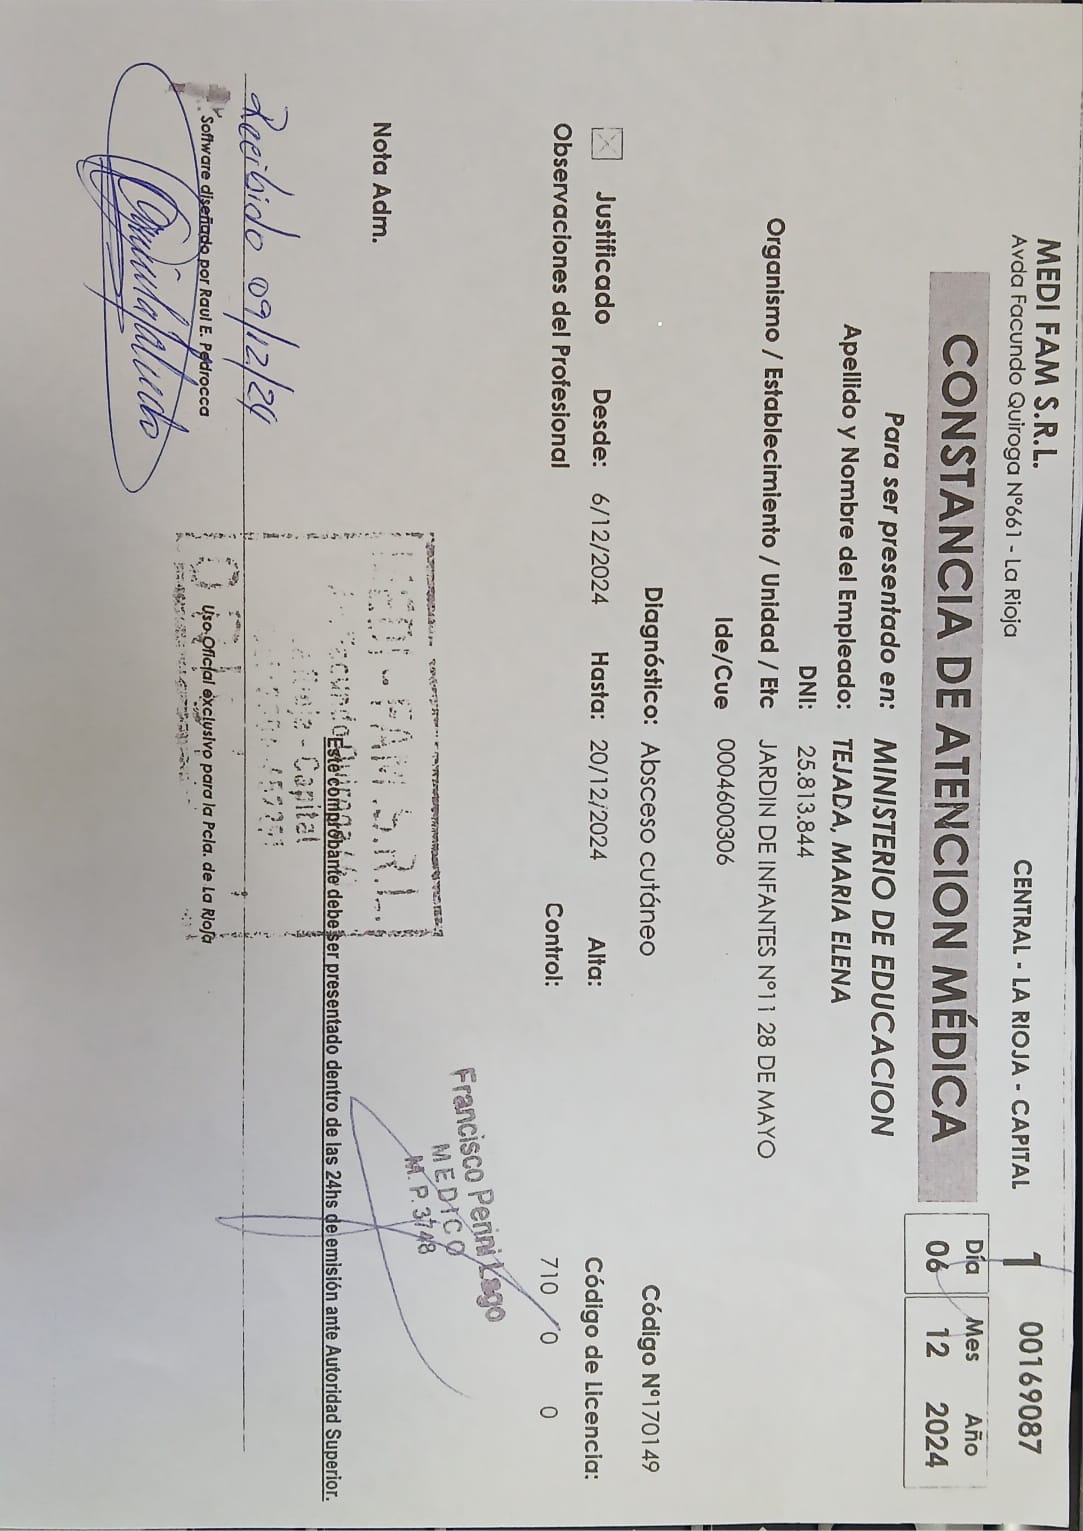 MEDI FAM S.R.L.
Avda Facundo Quiroga Nº661 - La Rioja
CENTRAL - LA RIOJA - CAPITAL
1
00169087
CONSTANCIA DE ATENCION MÉDICA
Día Mes Año
06 12 2024
Para ser presentado en: MINISTERIO DE EDUCACION
Apellido y Nombre del Empleado: TEJADA, MARIA ELENA
DNI: 25.813.844
Organismo / Establecimiento / Unidad / Etc JARDIN DE INFANTES Nº11 28 DE MAYO
Ide/Cue 0004600306
Diagnóstico: Absceso cutáneo
Código Nº170149
Justificado Desde: 6/12/2024 Hasta: 20/12/2024 Alta:
Código de Licencia:
Observaciones del Profesional
Control:
710 0 0
Francisco Perini Lago
MEDICO
M.P. 3748
Nota Adm.
MEDI-FAM S.R.L.
Capital
Este comprobante debe ser presentado dentro de las 24hs de emisión ante Autoridad Superior.
Recibido 09/12/24
Software diseñado por Raul E. Pedrocca
Uso Oficial exclusivo para la Pcia. de La Rioja